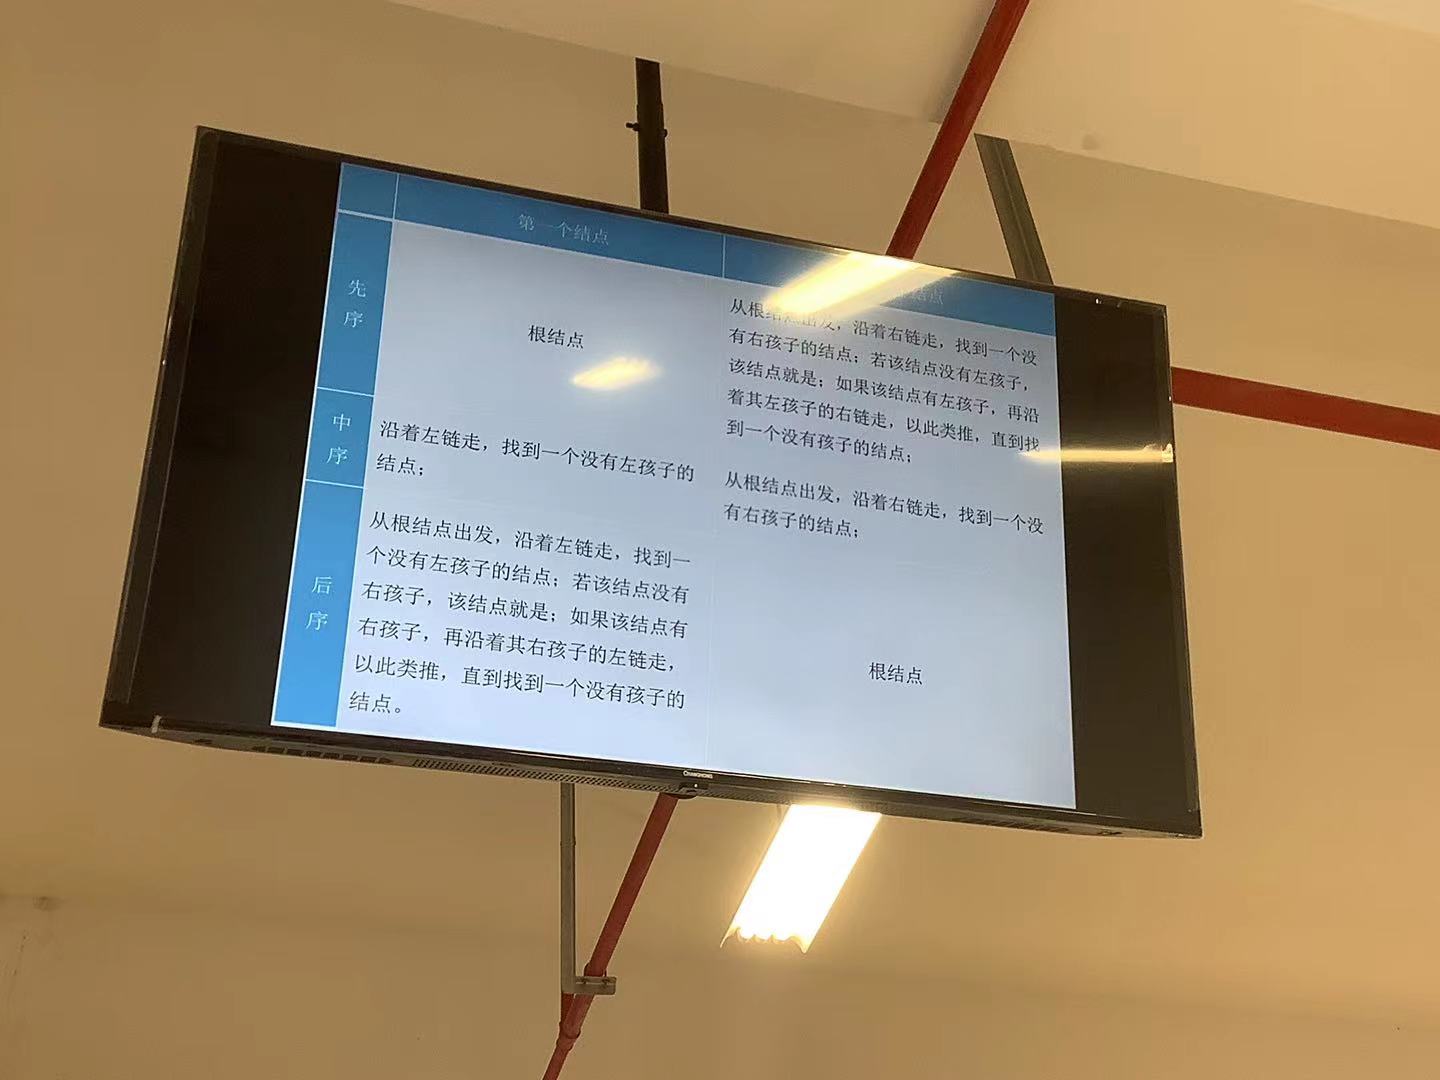 第一个结点
结点
先
序
根结点
从根结点出发，沿着右链走，找到一个没
有右孩子的结点；若该结点没有左孩子，
该结点就是；如果该结点有左孩子，再沿
着其左孩子的右链走，以此类推，直到找
到一个没有孩子的结点；
中
序
沿着左链走，找到一个没有左孩子的
结点；
从根结点出发，沿着右链走，找到一个没
有右孩子的结点；
后
序
从根结点出发，沿着左链走，找到一
个没有左孩子的结点；若该结点没有
右孩子，该结点就是；如果该结点有
右孩子，再沿着其右孩子的左链走，
以此类推，直到找到一个没有孩子的
结点。
根结点
CHANGHONG